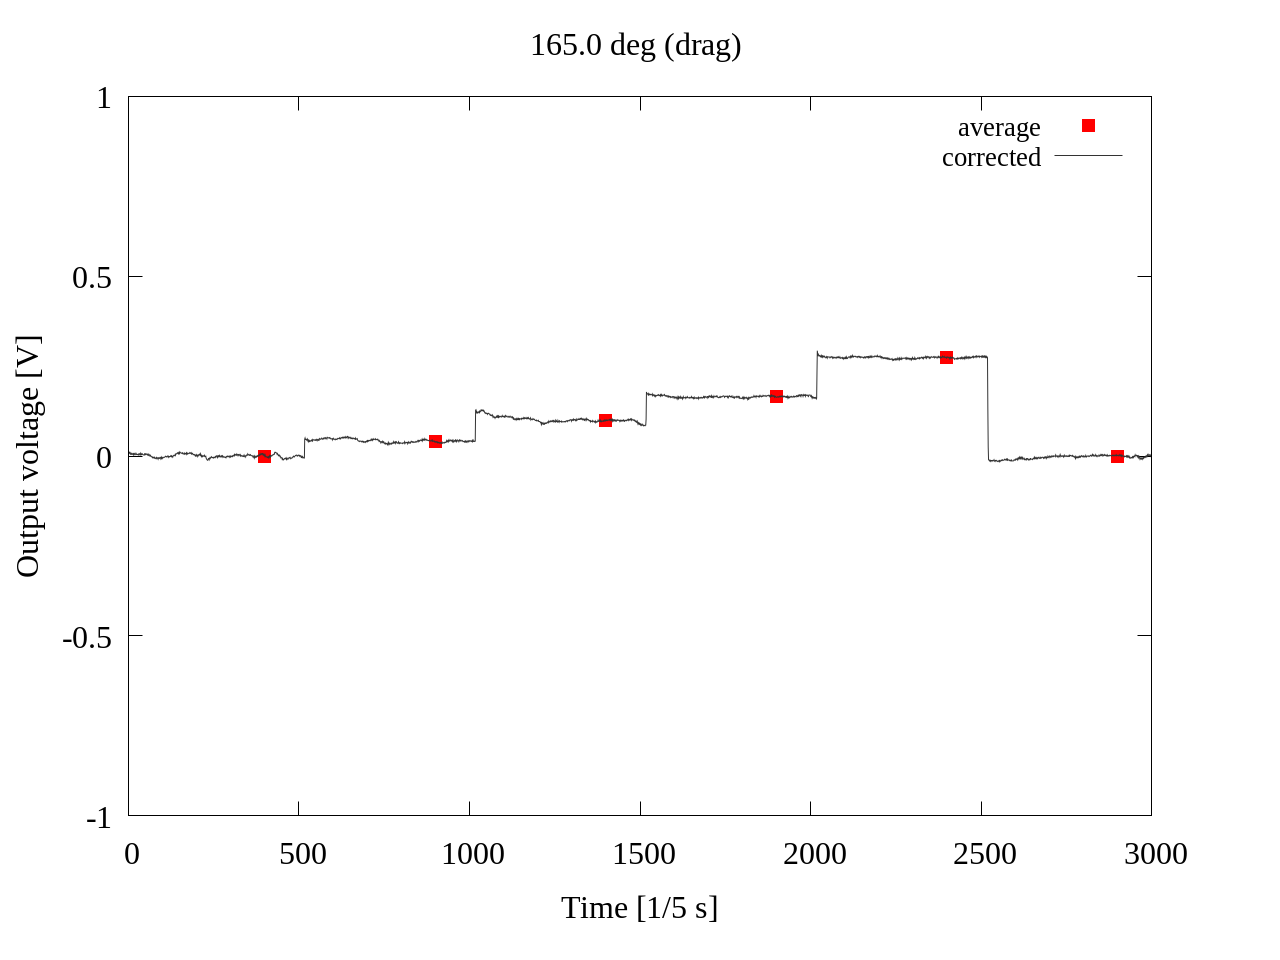 165.0 deg (drag)
1
average
corrected
0.5
0
-0.5
-1
Output voltage [V]
0 500 1000 1500 2000 2500 3000
Time [1/5 s]